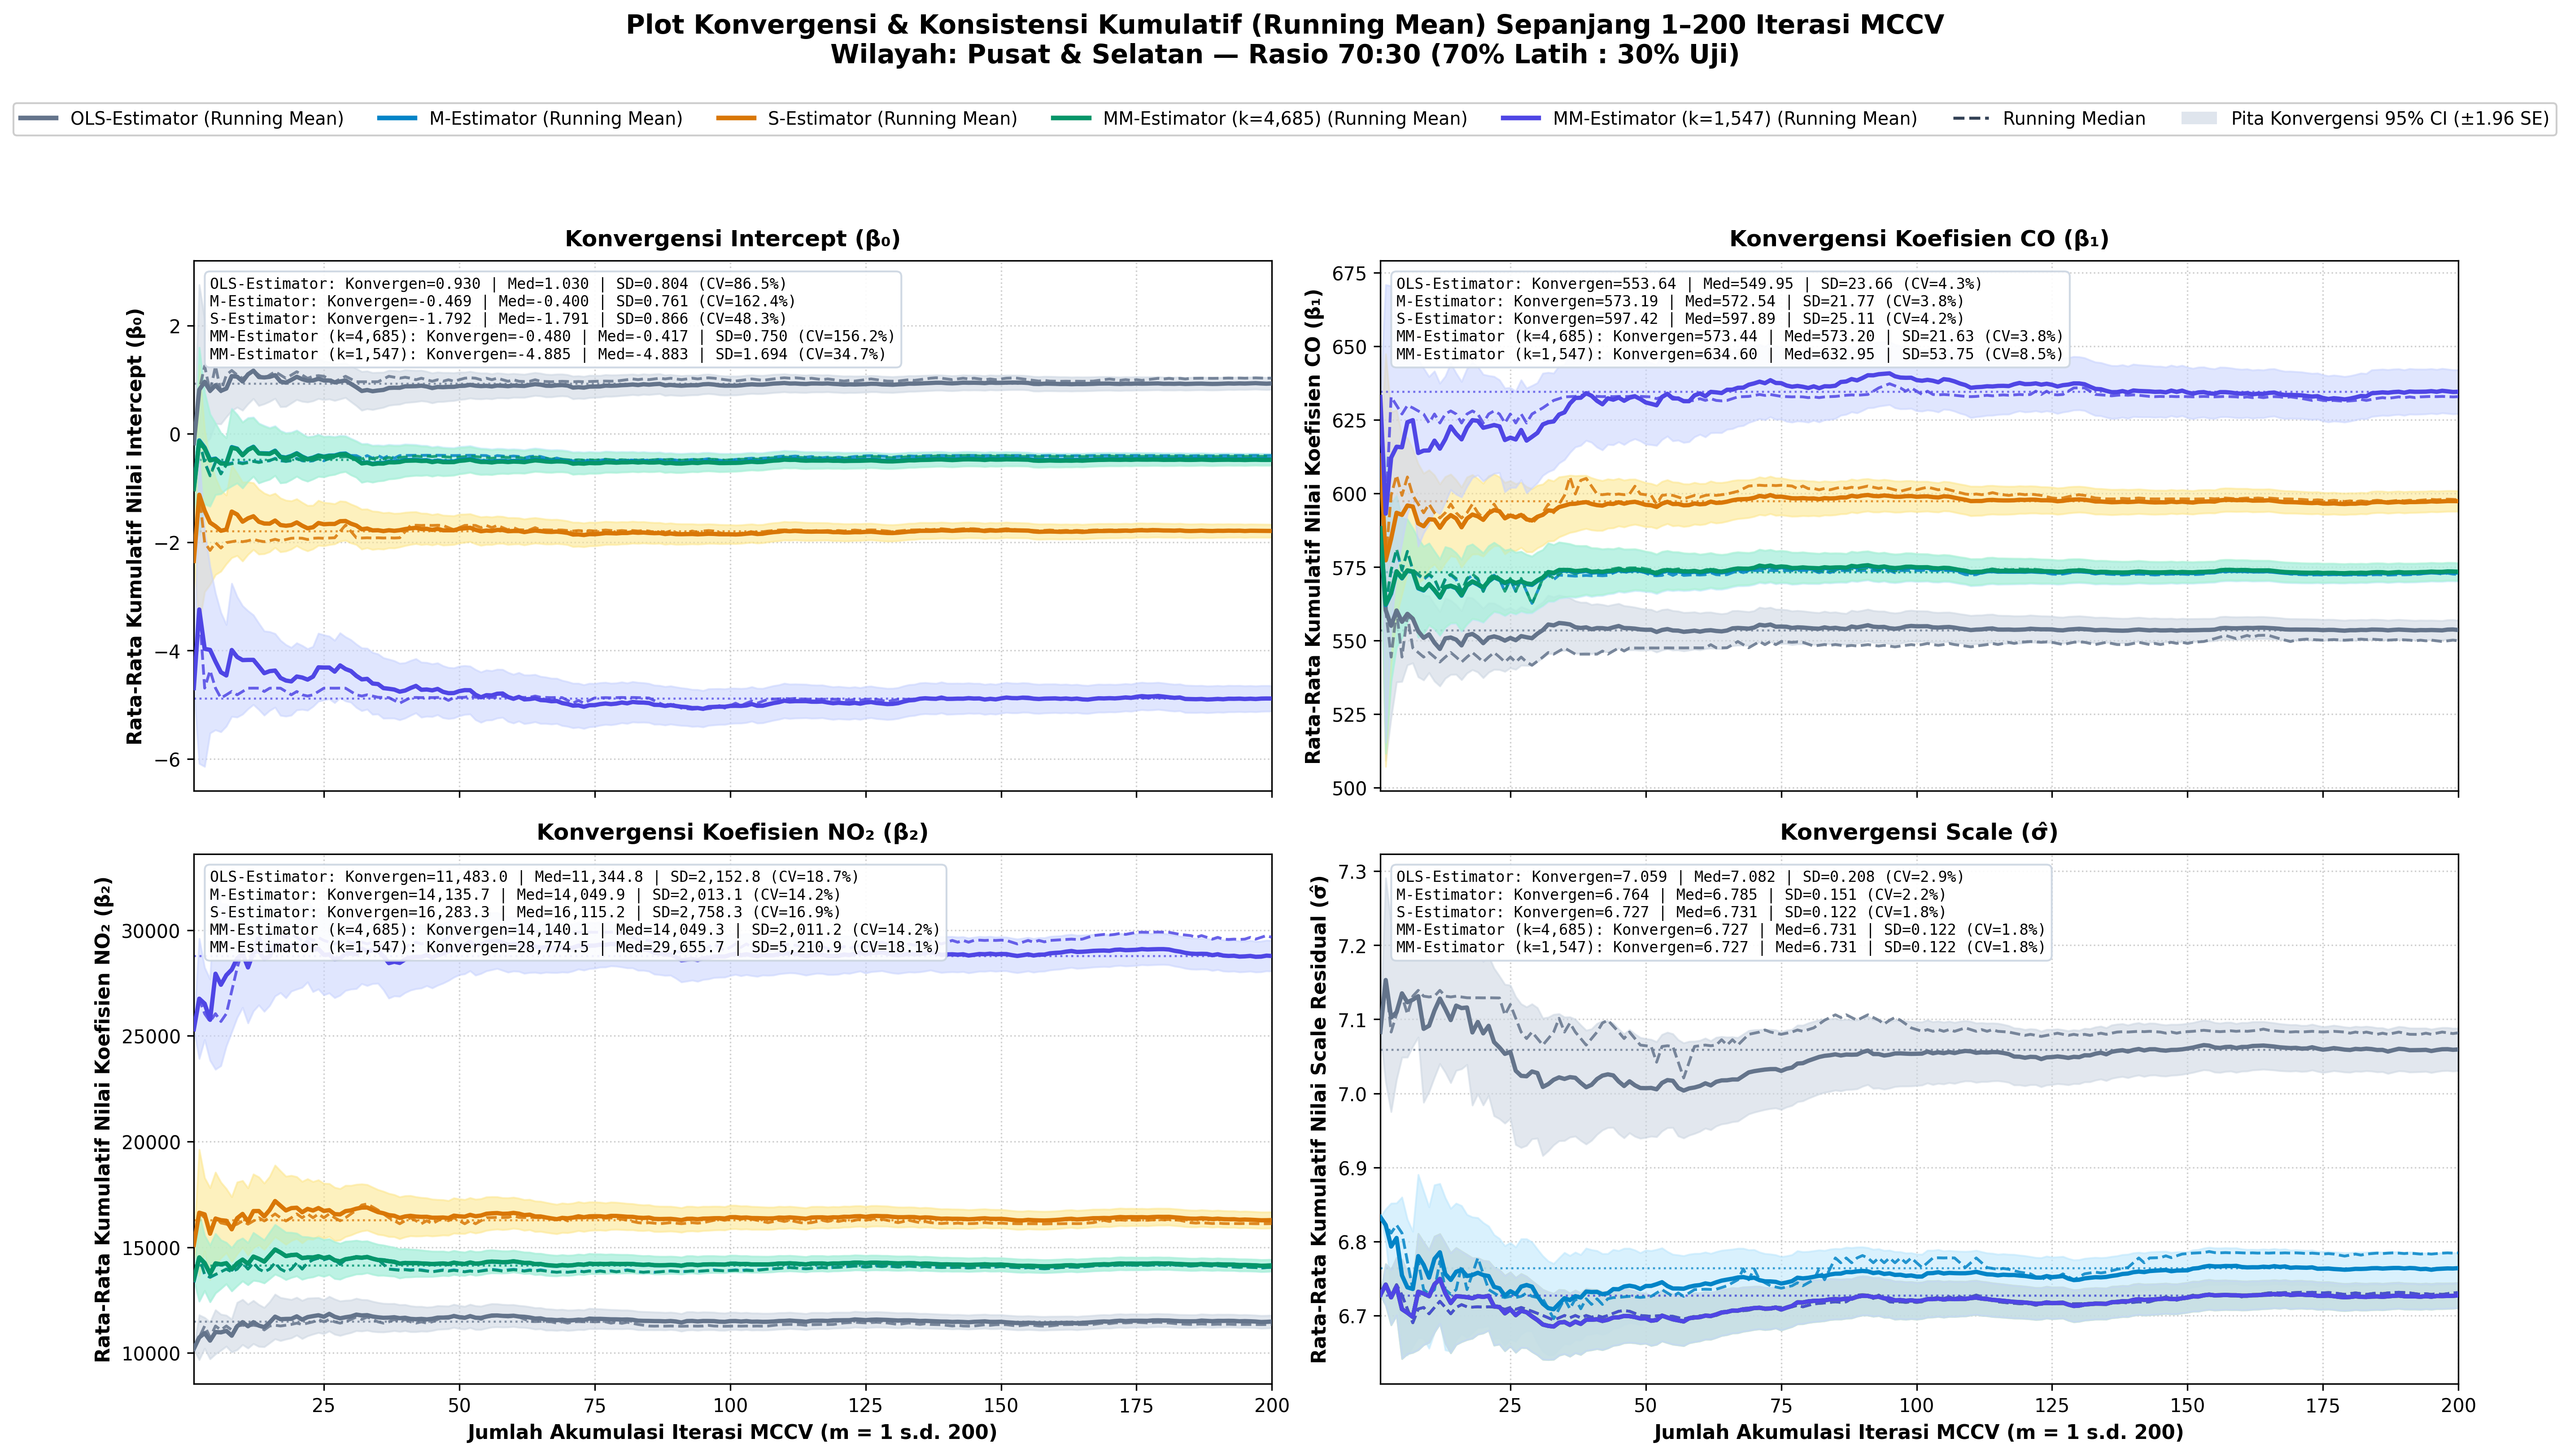 Plot Konvergensi & Konsistensi Kumulatif (Running Mean) Sepanjang 1–200 Iterasi MCCV
Wilayah: Pusat & Selatan — Rasio 70:30 (70% Latih : 30% Uji)
OLS-Estimator (Running Mean)
M-Estimator (Running Mean)
S-Estimator (Running Mean)
MM-Estimator (k=4,685) (Running Mean)
MM-Estimator (k=1,547) (Running Mean)
Running Median
Pita Konvergensi 95% CI (±1.96 SE)
Konvergensi Intercept (β₀)
Rata-Rata Kumulatif Nilai Intercept (β₀)
OLS-Estimator: Konvergen=0.930 | Med=1.030 | SD=0.804 (CV=86.5%)
M-Estimator: Konvergen=-0.469 | Med=-0.400 | SD=0.761 (CV=162.4%)
S-Estimator: Konvergen=-1.792 | Med=-1.791 | SD=0.866 (CV=48.3%)
MM-Estimator (k=4,685): Konvergen=-0.480 | Med=-0.417 | SD=0.750 (CV=156.2%)
MM-Estimator (k=1,547): Konvergen=-4.885 | Med=-4.883 | SD=1.694 (CV=34.7%)
2
0
−2
−4
−6
Konvergensi Koefisien CO (β₁)
Rata-Rata Kumulatif Nilai Koefisien CO (β₁)
OLS-Estimator: Konvergen=553.64 | Med=549.95 | SD=23.66 (CV=4.3%)
M-Estimator: Konvergen=573.19 | Med=572.54 | SD=21.77 (CV=3.8%)
S-Estimator: Konvergen=597.42 | Med=597.89 | SD=25.11 (CV=4.2%)
MM-Estimator (k=4,685): Konvergen=573.44 | Med=573.20 | SD=21.63 (CV=3.8%)
MM-Estimator (k=1,547): Konvergen=634.60 | Med=632.95 | SD=53.75 (CV=8.5%)
675
650
625
600
575
550
525
500
Konvergensi Koefisien NO₂ (β₂)
Rata-Rata Kumulatif Nilai Koefisien NO₂ (β₂)
OLS-Estimator: Konvergen=11,483.0 | Med=11,344.8 | SD=2,152.8 (CV=18.7%)
M-Estimator: Konvergen=14,135.7 | Med=14,049.9 | SD=2,013.1 (CV=14.2%)
S-Estimator: Konvergen=16,283.3 | Med=16,115.2 | SD=2,758.3 (CV=16.9%)
MM-Estimator (k=4,685): Konvergen=14,140.1 | Med=14,049.3 | SD=2,011.2 (CV=14.2%)
MM-Estimator (k=1,547): Konvergen=28,774.5 | Med=29,655.7 | SD=5,210.9 (CV=18.1%)
30000
25000
20000
15000
10000
25 50 75 100 125 150 175 200
Jumlah Akumulasi Iterasi MCCV (m = 1 s.d. 200)
Konvergensi Scale (σ̂)
Rata-Rata Kumulatif Nilai Scale Residual (σ̂)
OLS-Estimator: Konvergen=7.059 | Med=7.082 | SD=0.208 (CV=2.9%)
M-Estimator: Konvergen=6.764 | Med=6.785 | SD=0.151 (CV=2.2%)
S-Estimator: Konvergen=6.727 | Med=6.731 | SD=0.122 (CV=1.8%)
MM-Estimator (k=4,685): Konvergen=6.727 | Med=6.731 | SD=0.122 (CV=1.8%)
MM-Estimator (k=1,547): Konvergen=6.727 | Med=6.731 | SD=0.122 (CV=1.8%)
7.3
7.2
7.1
7.0
6.9
6.8
6.7
25 50 75 100 125 150 175 200
Jumlah Akumulasi Iterasi MCCV (m = 1 s.d. 200)